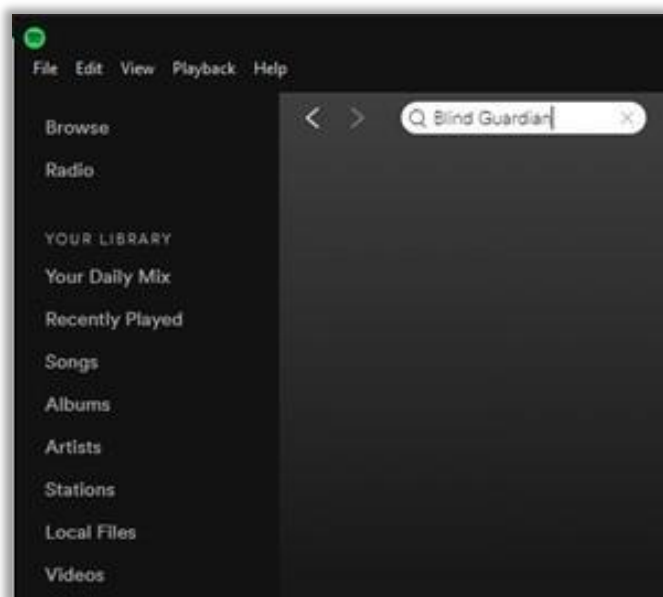 File Edit View Playback Help
Blind Guardian
Browse
Radio
YOUR LIBRARY
Your Daily Mix
Recently Played
Songs
Albums
Artists
Stations
Local Files
Videos